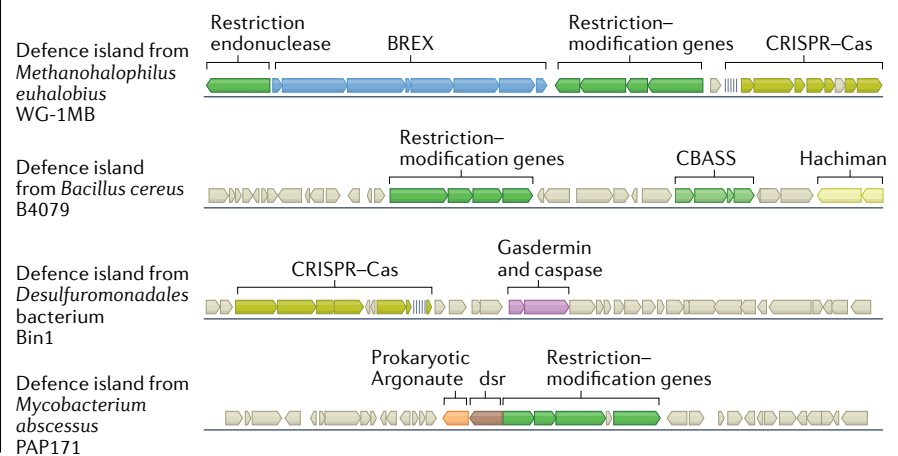 Restriction
endonuclease
BREX
Restriction–
modification genes
CRISPR–Cas
Defence island from
Methanohalophilus
euhalobius
WG-1MB
Restriction–
modification genes
CBASS
Hachiman
Defence island
from Bacillus cereus
B4079
CRISPR–Cas
Gasdermin
and caspase
Defence island from
Desulfuromonadales
bacterium
Bin1
Prokaryotic
Argonaute
dsr
Restriction–
modification genes
Defence island from
Mycobacterium
abscessus
PAP171